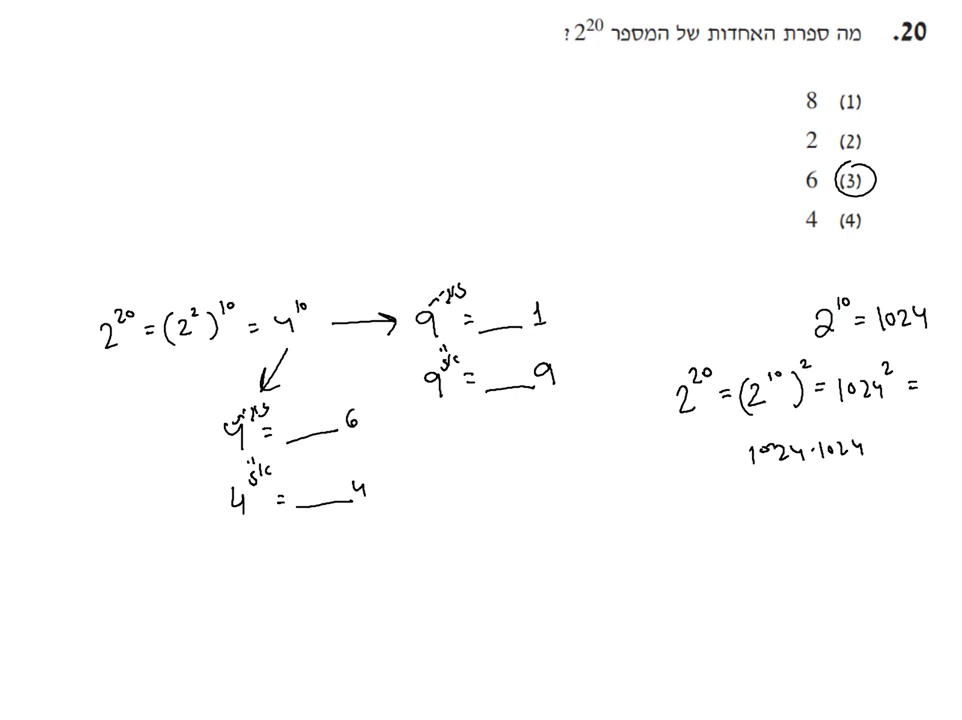 20. מה ספרת האחדות של המספר 2^20 ?
(1) 8
(2) 2
(3) 6
(4) 4
2^20 = (2^2)^10 = 4^10 → 9^זוגי = ___1
9^אי זוגי = ___9
4^זוגי = ___6
4^אי זוגי = ___4
2^10 = 1024
2^20 = (2^10)^2 = 1024^2 =
1024·1024